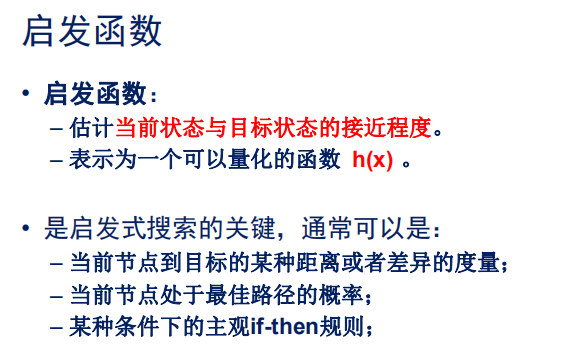 启发函数
• 启发函数：
– 估计当前状态与目标状态的接近程度。
– 表示为一个可以量化的函数 h(x) 。
• 是启发式搜索的关键，通常可以是：
– 当前节点到目标的某种距离或者差异的度量；
– 当前节点处于最佳路径的概率；
– 某种条件下的主观if-then规则；